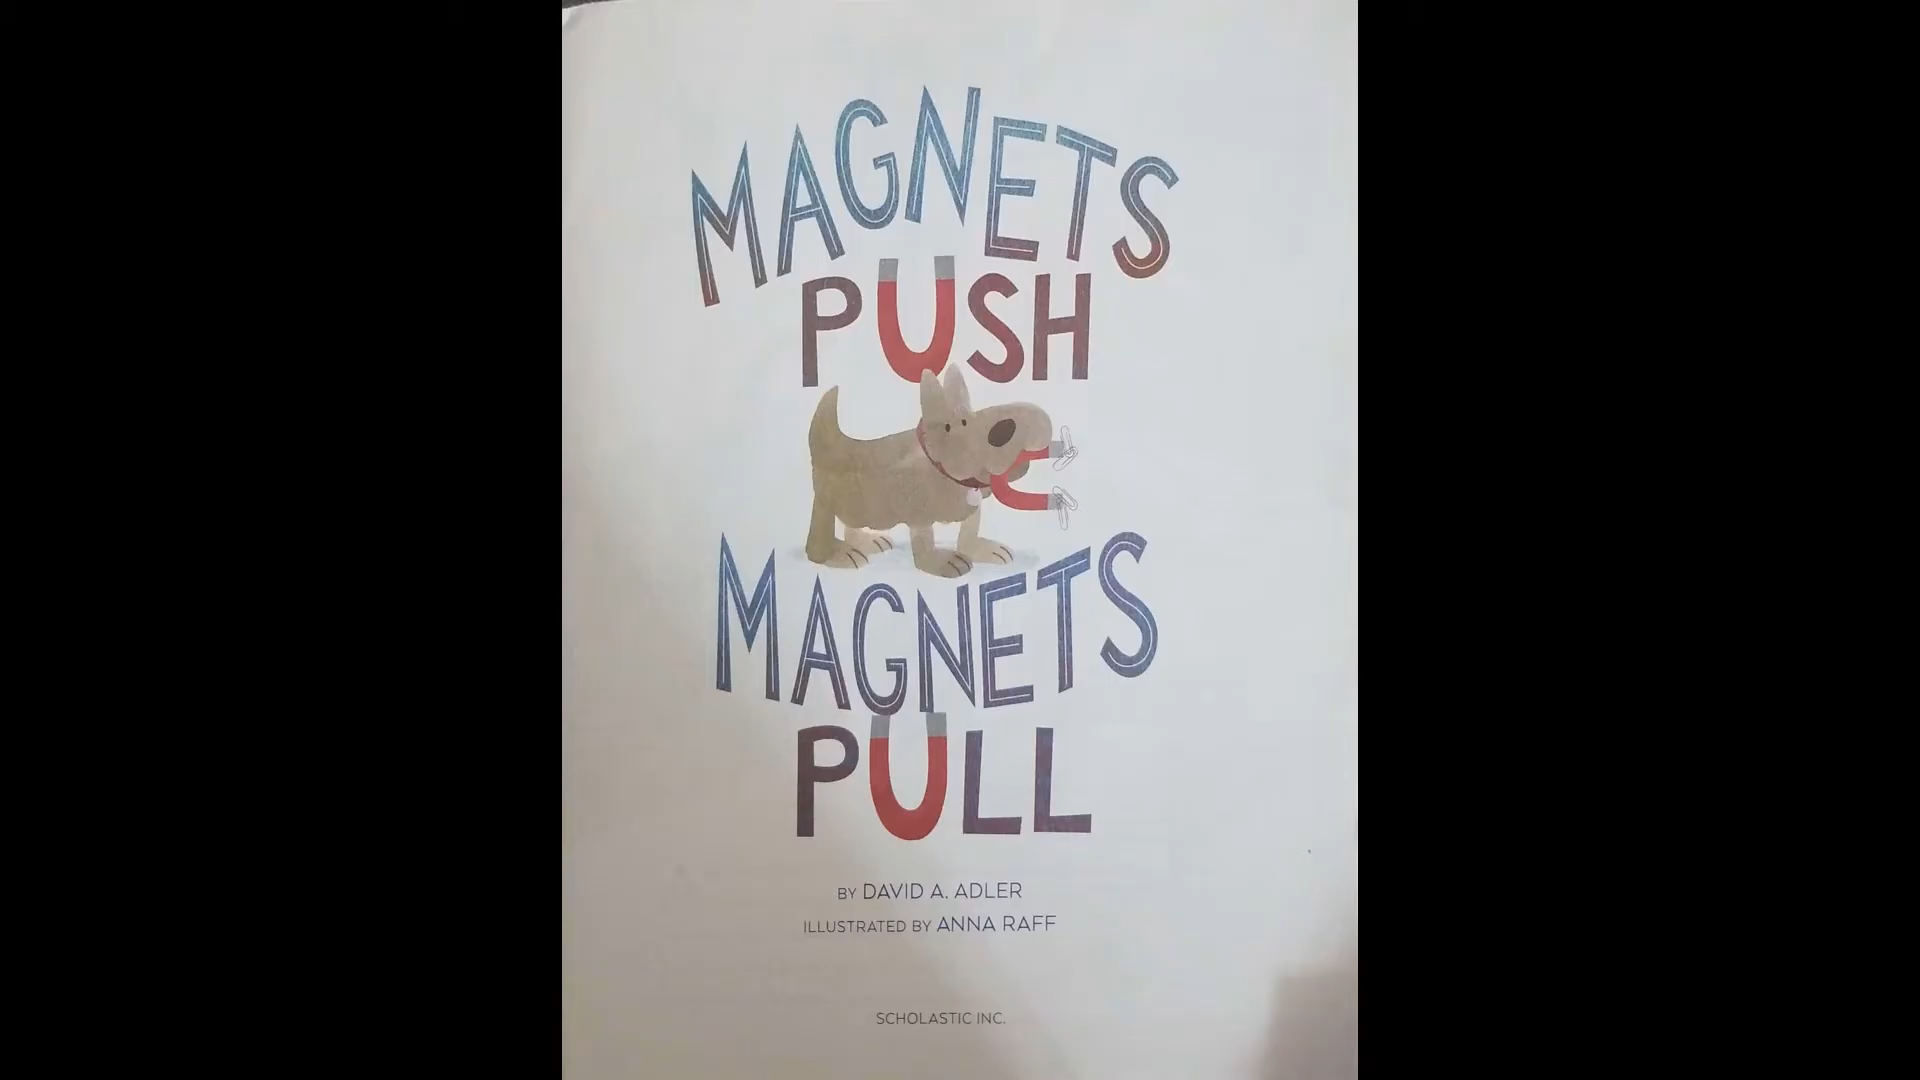 MAGNETS
PUSH
MAGNETS
PULL
BY DAVID A. ADLER
ILLUSTRATED BY ANNA RAFF
SCHOLASTIC INC.